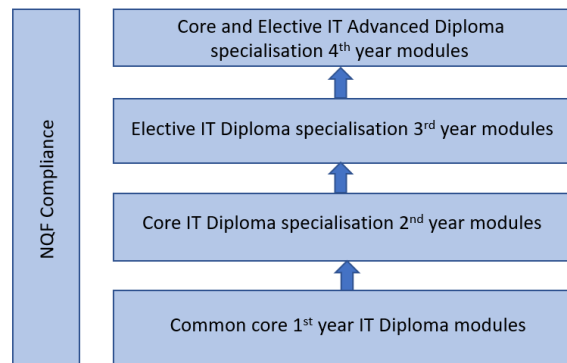 NQF Compliance
Core and Elective IT Advanced Diploma
specialisation 4th year modules
Elective IT Diploma specialisation 3rd year modules
Core IT Diploma specialisation 2nd year modules
Common core 1st year IT Diploma modules